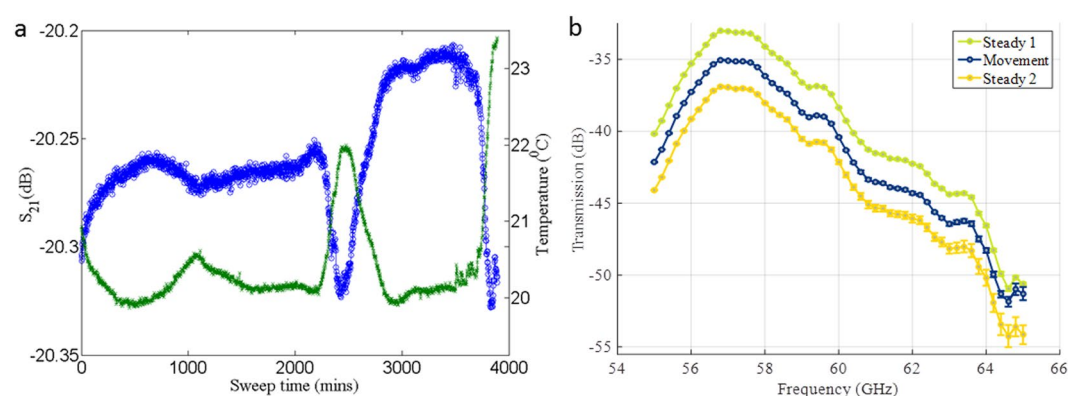 a
-20.2
-20.25
-20.3
-20.35
S21(dB)
0
1000
2000
3000
4000
Sweep time (mins)
23
22
21
20
Temperature (⁰C)
b
-35
-40
-45
-50
-55
Transmission (dB)
54
56
58
60
62
64
66
Frequency (GHz)
Steady 1
Movement
Steady 2